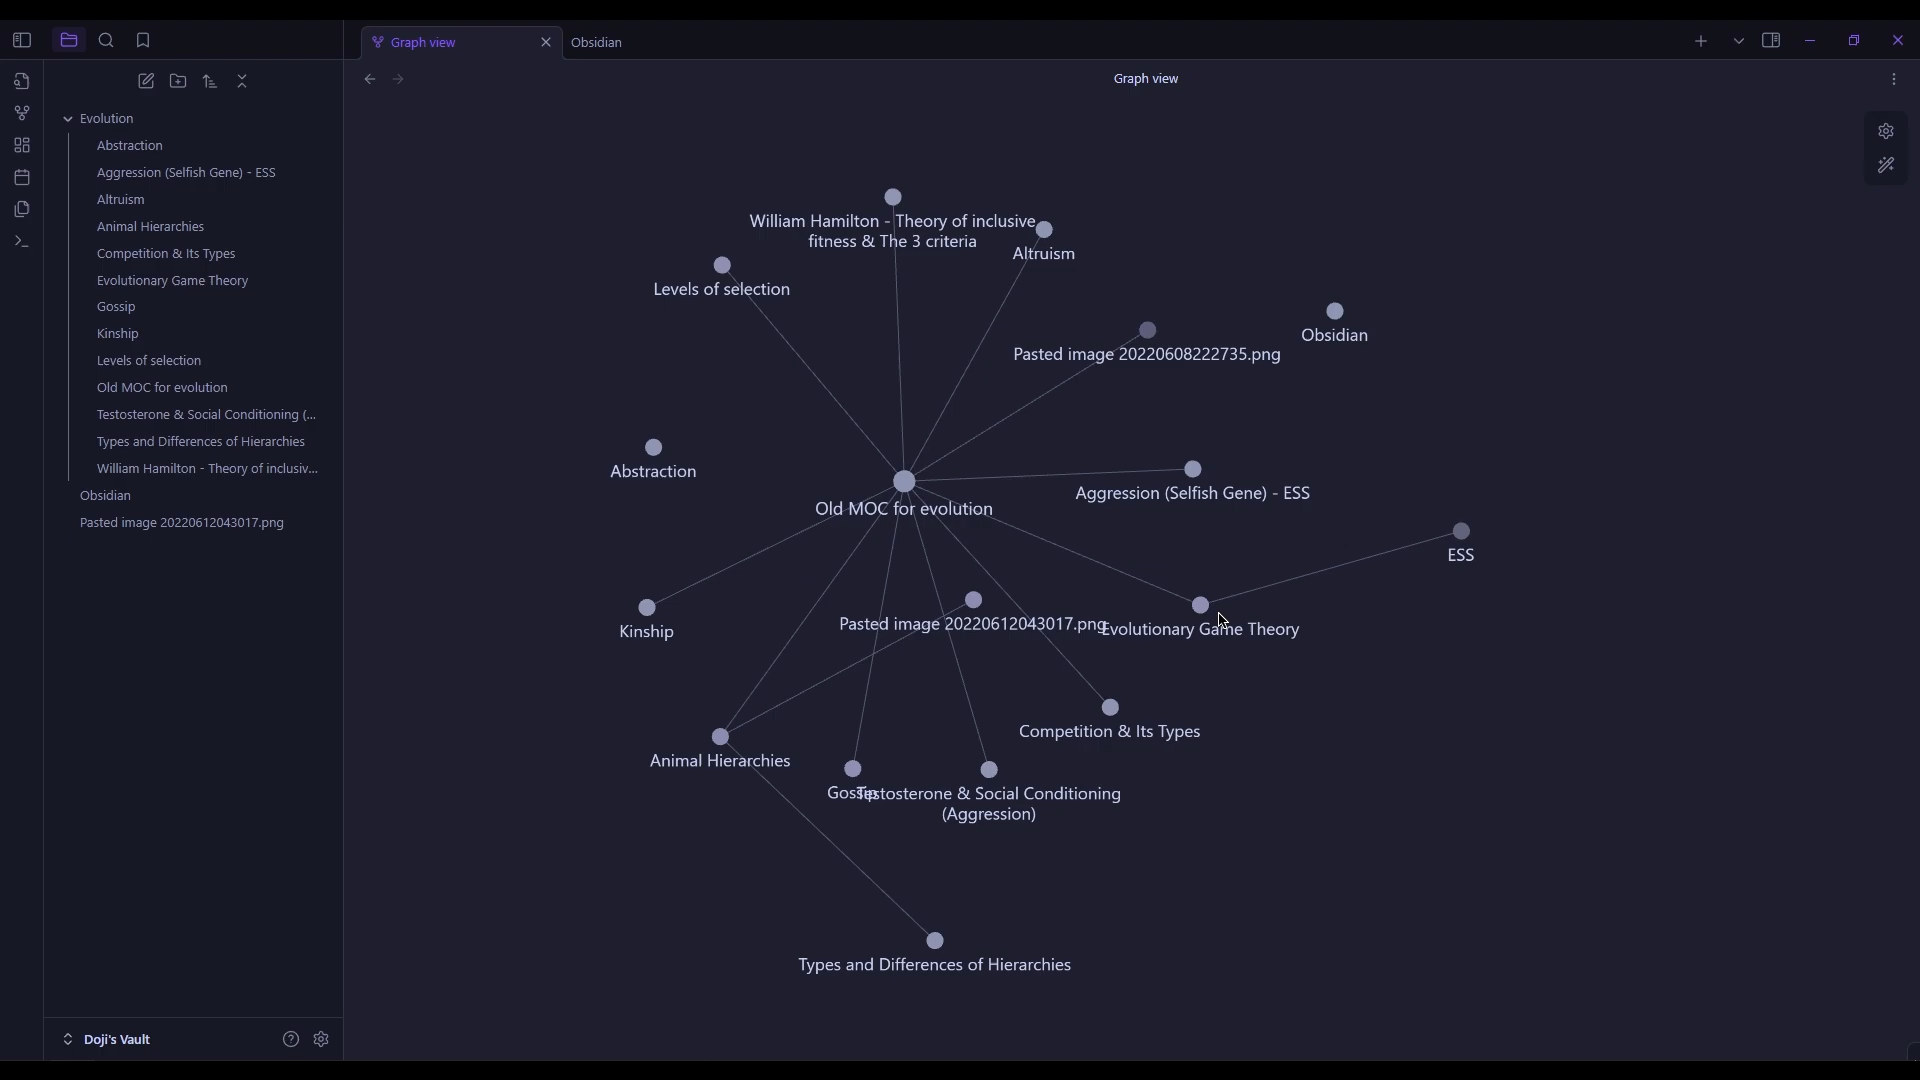 Graph view
Obsidian
Graph view
Evolution
Abstraction
Aggression (Selfish Gene) - ESS
Altruism
Animal Hierarchies
Competition & Its Types
Evolutionary Game Theory
Gossip
Kinship
Levels of selection
Old MOC for evolution
Testosterone & Social Conditioning (...
Types and Differences of Hierarchies
William Hamilton - Theory of inclusiv...
Obsidian
Pasted image 20220612043017.png
Doji's Vault
William Hamilton - Theory of inclusive
fitness & The 3 criteria
Altruism
Levels of selection
Obsidian
Pasted image 20220608222735.png
Abstraction
Aggression (Selfish Gene) - ESS
Old MOC for evolution
ESS
Kinship
Pasted image 20220612043017.png
Evolutionary Game Theory
Competition & Its Types
Animal Hierarchies
Gossip
Testosterone & Social Conditioning
(Aggression)
Types and Differences of Hierarchies